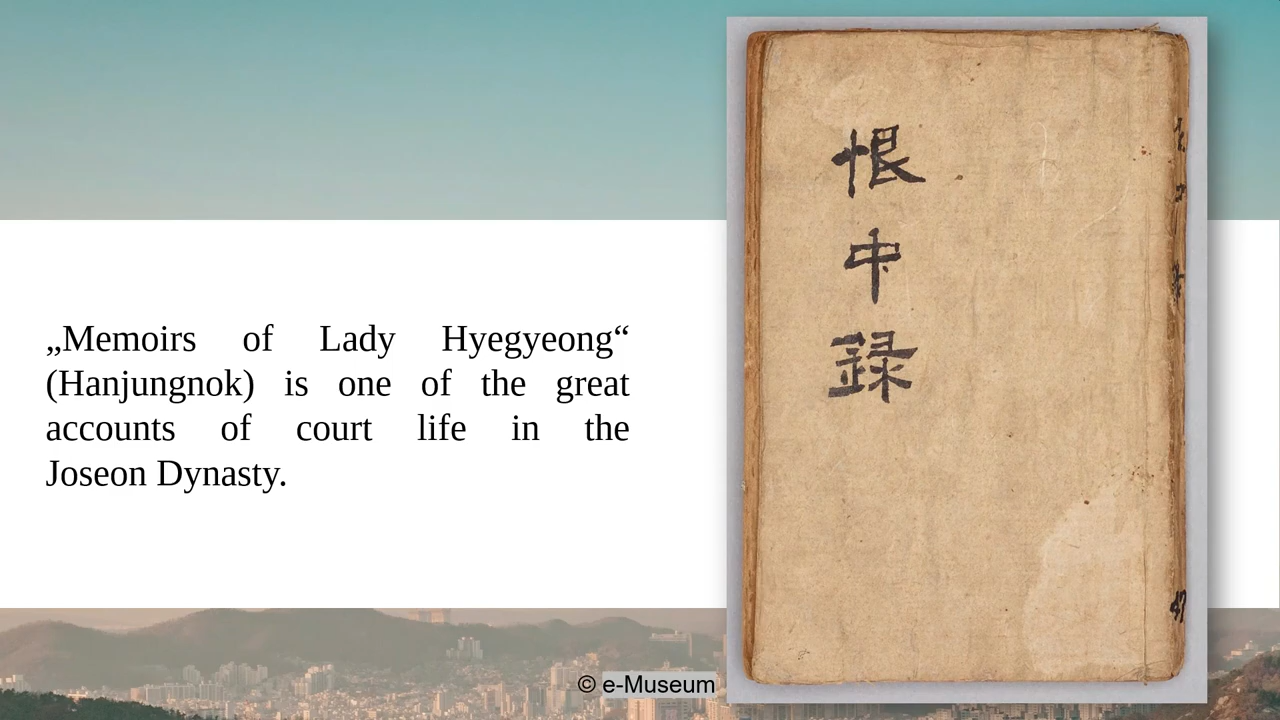 „Memoirs of Lady Hyegyeong“
(Hanjungnok) is one of the great
accounts of court life in the
Joseon Dynasty.
恨
中
録
© e-Museum